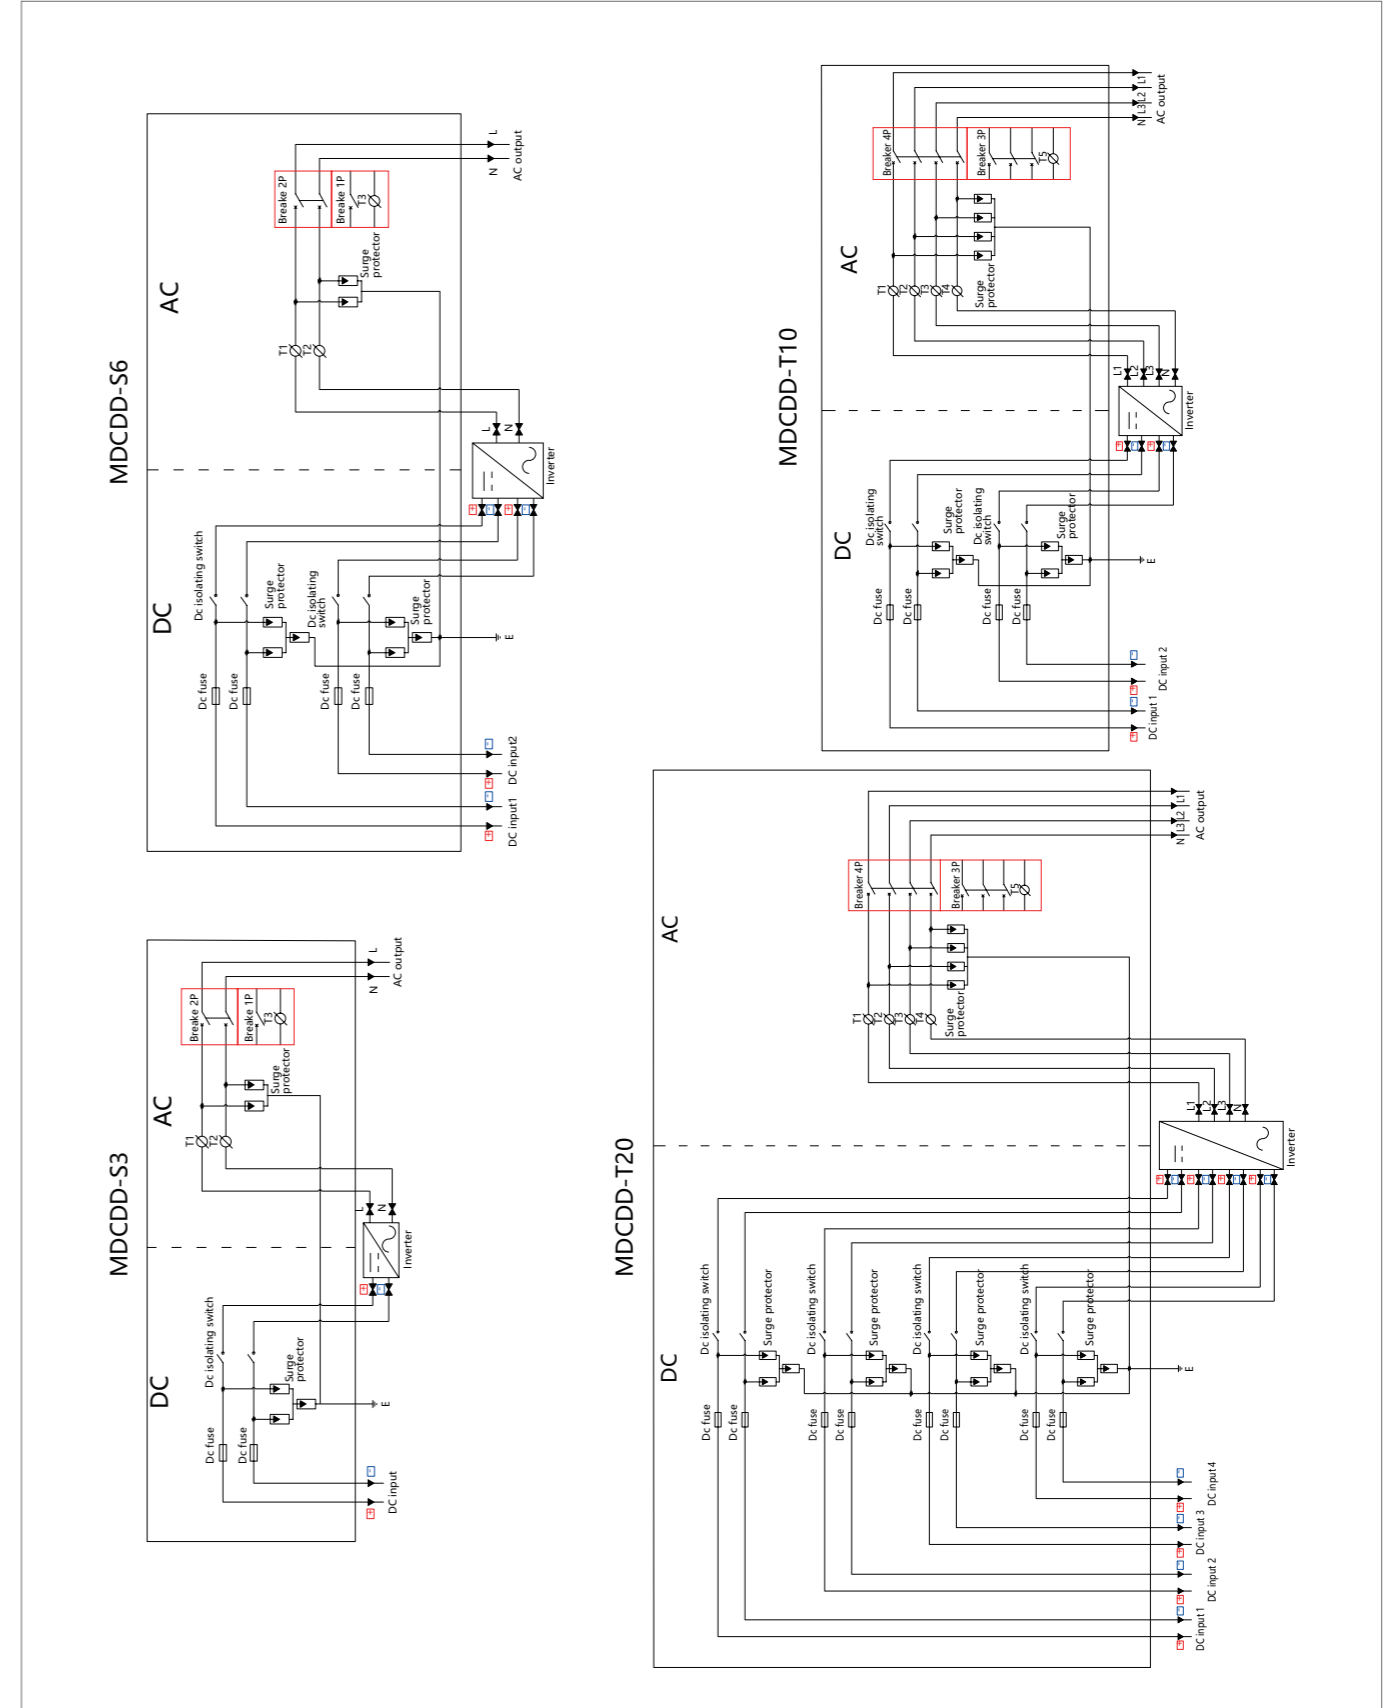 MDCDD-S3
DC
AC
Dc fuse
Dc fuse
Dc isolating switch
Surge
protector
T1
T2
Breake 2P
Breake 1P
T3
Surge
protector
+
-
DC input
E
+
-
L
N
Inverter
N
L
AC output
MDCDD-S6
DC
AC
Dc fuse
Dc fuse
Dc fuse
Dc fuse
Dc isolating switch
Surge
protector
Dc isolating
switch
Surge
protector
T1
T2
Breake 2P
Breake 1P
T3
Surge
protector
+
-
+
-
DC input1
DC input2
E
+
-
+
-
L
N
Inverter
N
L
AC output
MDCDD-T20
DC
AC
Dc fuse
Dc fuse
Dc fuse
Dc fuse
Dc fuse
Dc fuse
Dc isolating switch
Surge protector
Dc isolating switch
Surge protector
Dc isolating switch
Surge protector
Dc isolating switch
Surge protector
T1
T2
T3
T4
Surge
protector
Breaker 4P
Breaker 3P
T5
+
-
+
-
+
-
+
-
DC input 1
DC input 2
DC input 3
DC input 4
E
+
-
+
-
+
-
+
-
L1
L2
L3
N
Inverter
N L3 L2 L1
AC output
MDCDD-T10
DC
AC
Dc fuse
Dc fuse
Dc fuse
Dc fuse
Dc isolating
switch
Surge
protector
Dc isolating
switch
Surge
protector
T1
T2
T3
T4
Surge
protector
Breaker 4P
Breaker 3P
T5
+
-
+
-
DC input 1
DC input 2
E
+
-
+
-
L1
L2
L3
N
Inverter
N L3 L2 L1
AC output